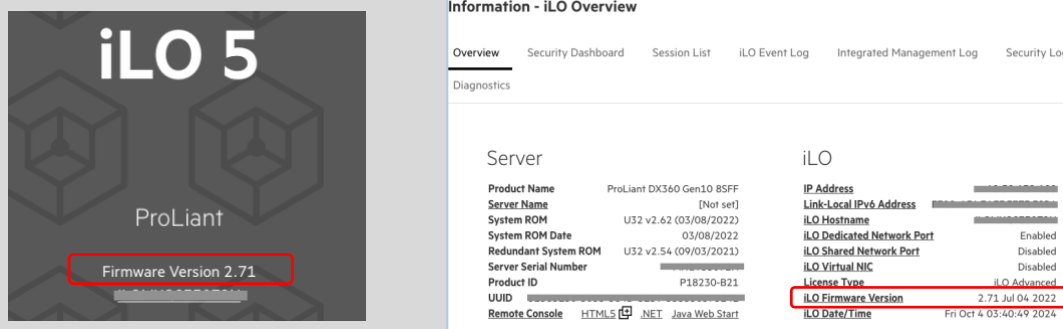 iLO 5
ProLiant
Firmware Version 2.71
Information - iLO Overview
Overview Security Dashboard Session List iLO Event Log Integrated Management Log Security Lo
Diagnostics
Server
Product Name ProLiant DX360 Gen10 8SFF
Server Name [Not set]
System ROM U32 v2.62 (03/08/2022)
System ROM Date 03/08/2022
Redundant System ROM U32 v2.54 (09/03/2021)
Server Serial Number
Product ID P18230-B21
UUID
Remote Console HTML5 .NET Java Web Start
iLO
IP Address
Link-Local IPv6 Address
iLO Hostname
iLO Dedicated Network Port Enabled
iLO Shared Network Port Disabled
iLO Virtual NIC Disabled
License Type iLO Advanced
iLO Firmware Version 2.71 Jul 04 2022
iLO Date/Time Fri Oct 4 03:40:49 2024